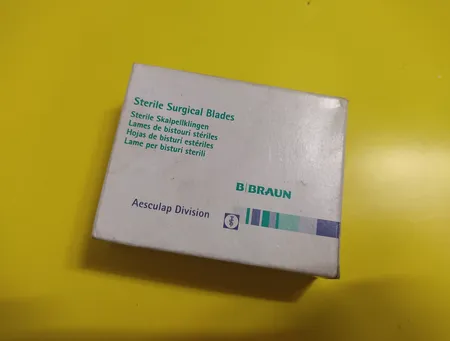 Sterile Surgical Blades
Sterile Skalpellklingen
Lames de bistouri stériles
Hojas de bisturí estériles
Lame per bisturi sterili
B|BRAUN
Aesculap Division